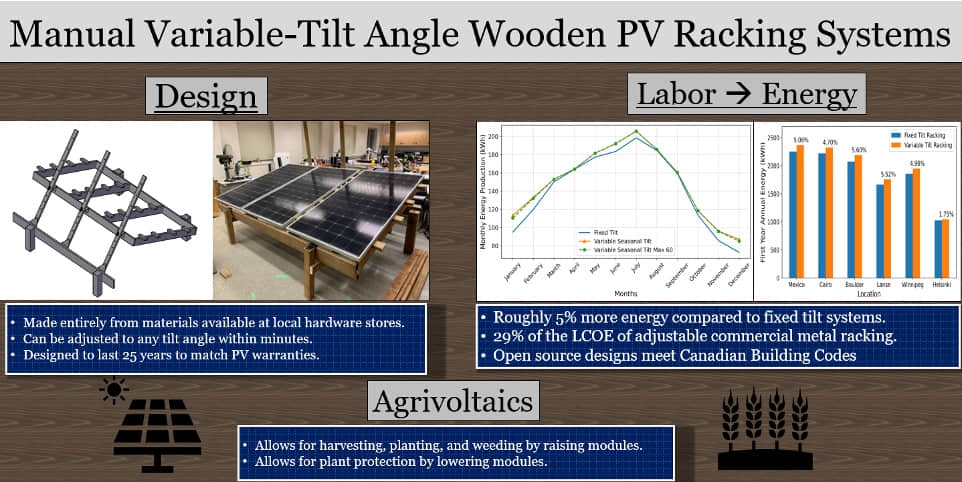 Manual Variable-Tilt Angle Wooden PV Racking Systems
Design
Labor → Energy
Monthly Energy Production (kWh)
200
180
160
140
120
100
80
Fixed Tilt
Variable Seasonal Tilt
Variable Seasonal Tilt Max 60
January
February
March
April
May
June
July
August
September
October
November
December
Months
First Year Annual Energy (kWh)
2500
2000
1500
1000
500
0
Fixed Tilt Racking
Variable Tilt Racking
5.06%
4.70%
5.60%
5.52%
4.99%
1.75%
Mexico
Cairo
Boulder
Winnipeg
Helsinki
Location
• Made entirely from materials available at local hardware stores.
• Can be adjusted to any tilt angle within minutes.
• Designed to last 25 years to match PV warranties.
• Roughly 5% more energy compared to fixed tilt systems.
• 29% of the LCOE of adjustable commercial metal racking.
• Open source designs meet Canadian Building Codes
Agrivoltaics
• Allows for harvesting, planting, and weeding by raising modules.
• Allows for plant protection by lowering modules.